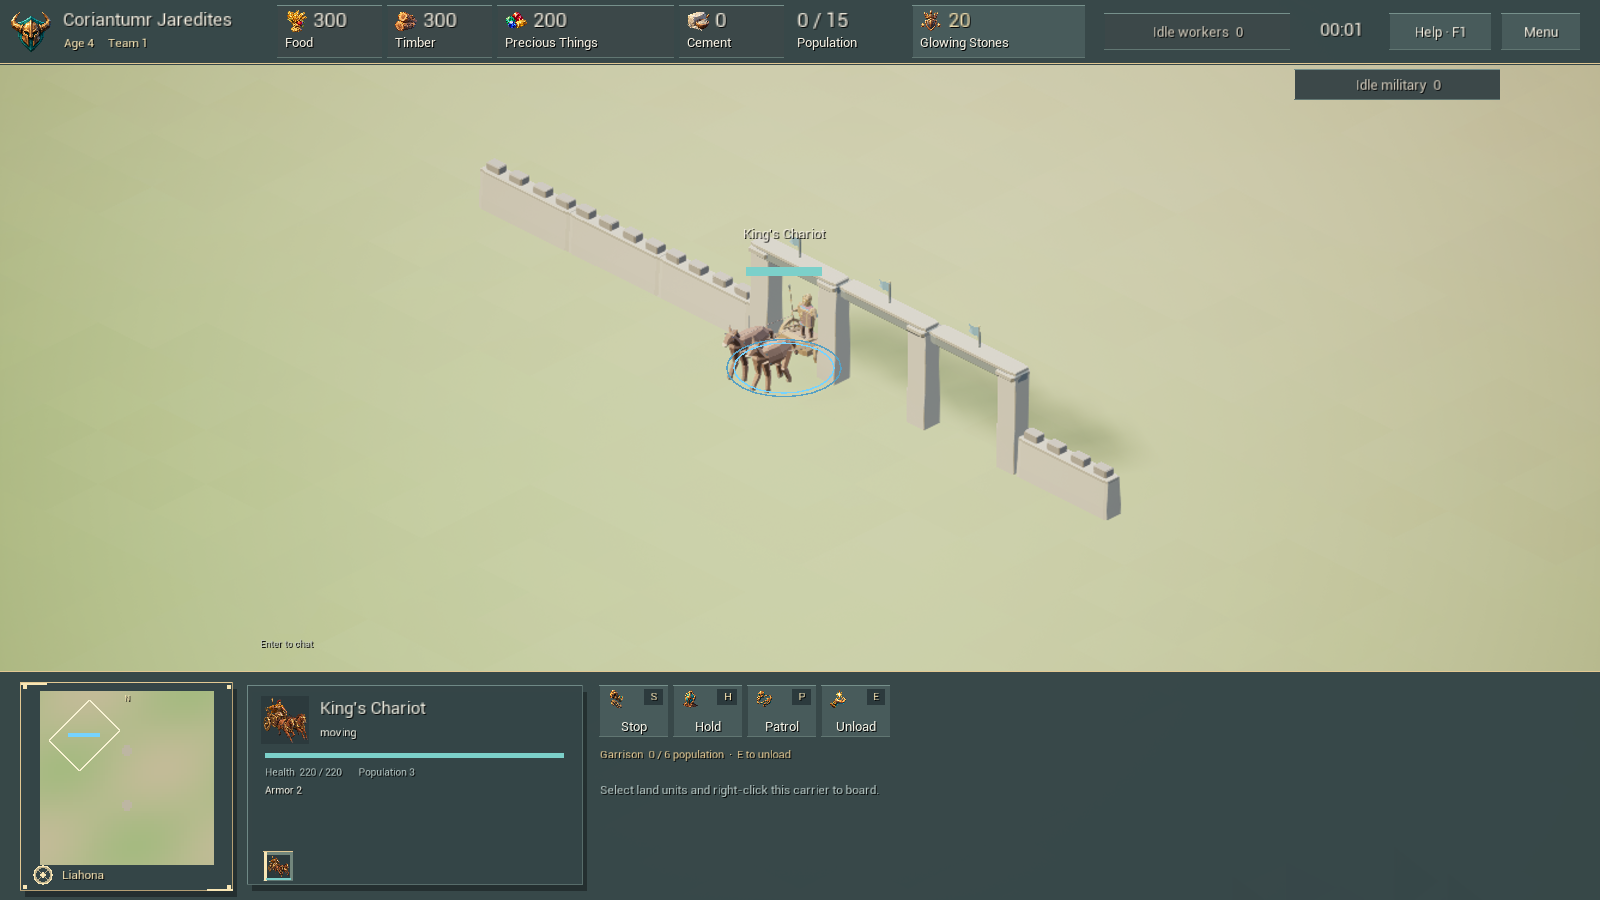 Coriantumr Jaredites
Age 4 Team 1
300
Food
300
Timber
200
Precious Things
0
Cement
0 / 15
Population
20
Glowing Stones
Idle workers 0
00:01
Help · F1
Menu
Idle military 0
King's Chariot
Enter to chat
N
Liahona
King's Chariot
moving
Health 220 / 220 Population 3
Armor 2
S
Stop
H
Hold
P
Patrol
E
Unload
Garrison 0 / 6 population · E to unload
Select land units and right-click this carrier to board.